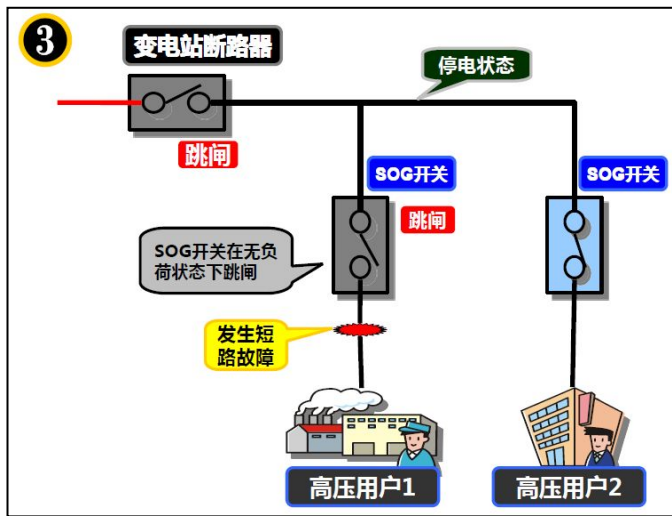 3
变电站断路器
停电状态
跳闸
SOG开关
SOG开关
跳闸
SOG开关在无负
荷状态下跳闸
发生短
路故障
高压用户1
高压用户2